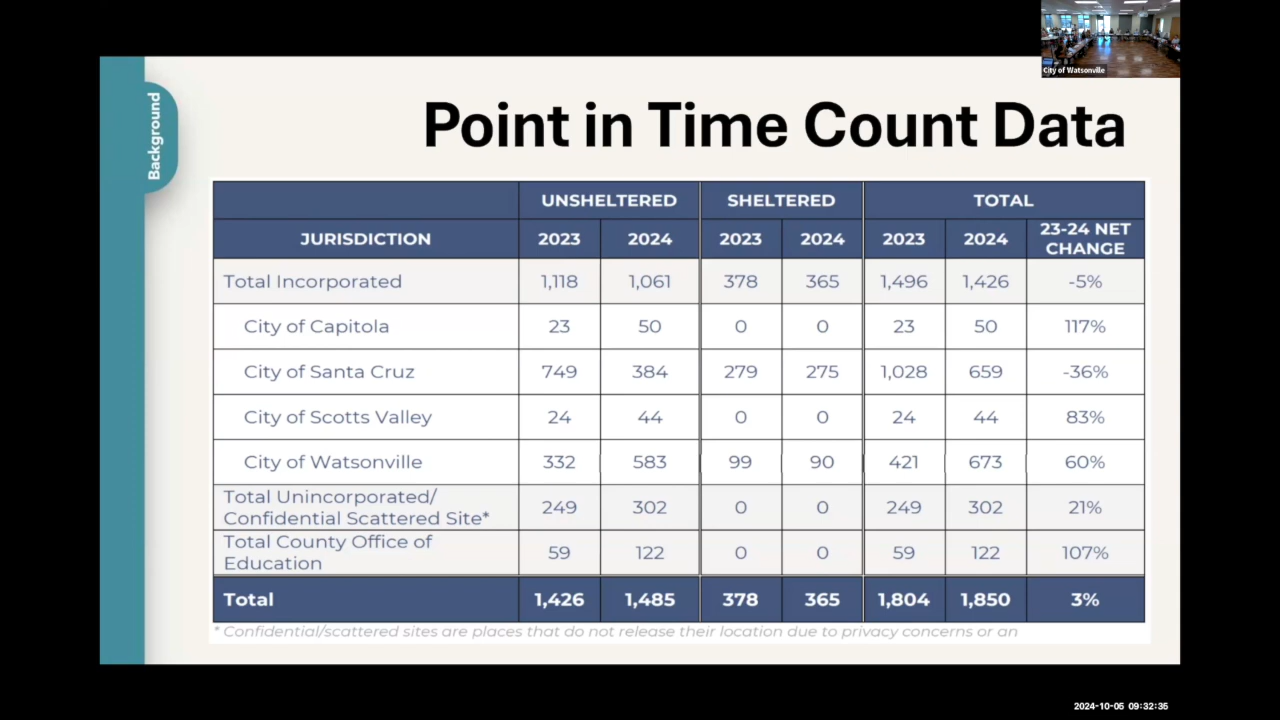 City of Watsonville
Background
Point in Time Count Data
UNSHELTERED SHELTERED TOTAL
JURISDICTION 2023 2024 2023 2024 2023 2024 23-24 NET CHANGE
Total Incorporated 1,118 1,061 378 365 1,496 1,426 -5%
City of Capitola 23 50 0 0 23 50 117%
City of Santa Cruz 749 384 279 275 1,028 659 -36%
City of Scotts Valley 24 44 0 0 24 44 83%
City of Watsonville 332 583 99 90 421 673 60%
Total Unincorporated/
Confidential Scattered Site* 249 302 0 0 249 302 21%
Total County Office of
Education 59 122 0 0 59 122 107%
Total 1,426 1,485 378 365 1,804 1,850 3%
* Confidential/scattered sites are places that do not release their location due to privacy concerns or an
2024-10-05 09:32:35